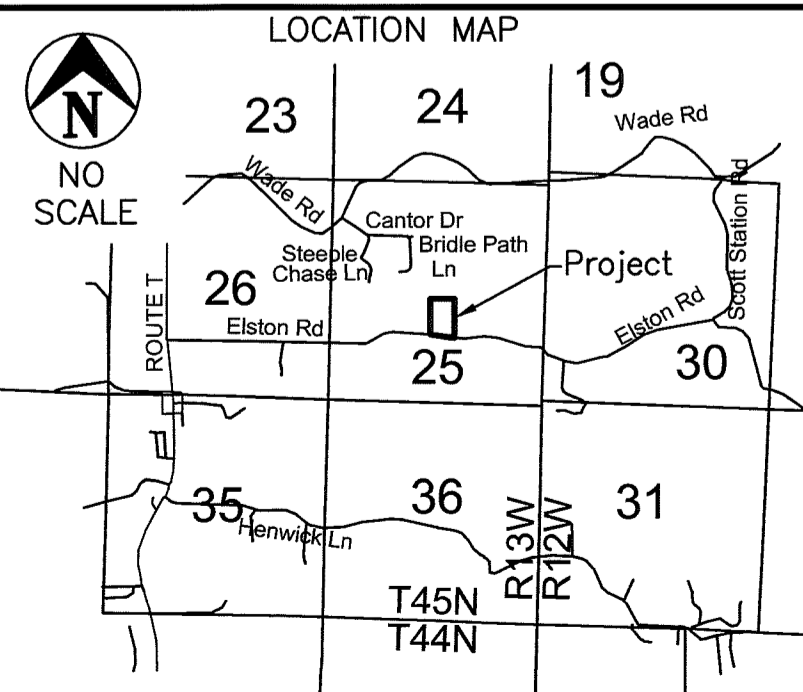 LOCATION MAP
N
NO
SCALE
23
24
19
Wade Rd
Wade Rd
Cantor Dr
Steeple
Chase Ln
Bridle Path
Ln
Project
Scott Station Rd
26
Elston Rd
Elston Rd
ROUTE T
25
30
35
36
31
Henwick Ln
R13W
R12W
T45N
T44N